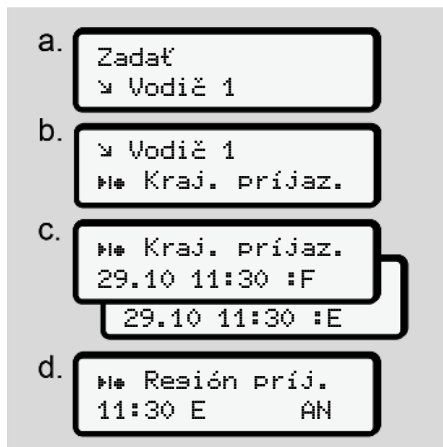 a.
Zadať
↘ Vodič 1
b.
↘ Vodič 1
⏵I● Kraj. príjaz.
c.
⏵I● Kraj. príjaz.
29.10 11:30 :F
29.10 11:30 :E
d.
⏵I● Región príj.
11:30 E AN